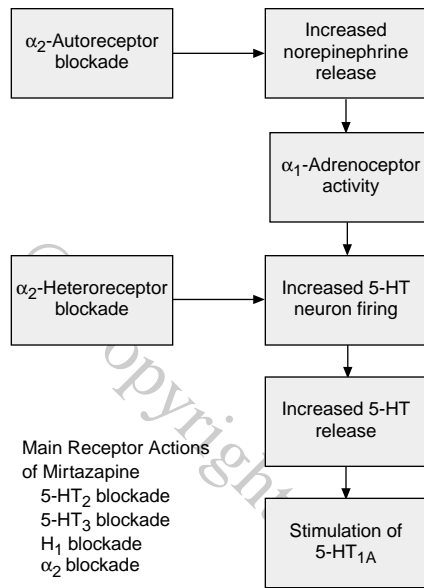 α₂-Autoreceptor
blockade
Increased
norepinephrine
release
α₁-Adrenoceptor
activity
α₂-Heteroreceptor
blockade
Increased 5-HT
neuron firing
Increased 5-HT
release
Stimulation of
5-HT₁A
Main Receptor Actions
of Mirtazapine
5-HT₂ blockade
5-HT₃ blockade
H₁ blockade
α₂ blockade
Copyright